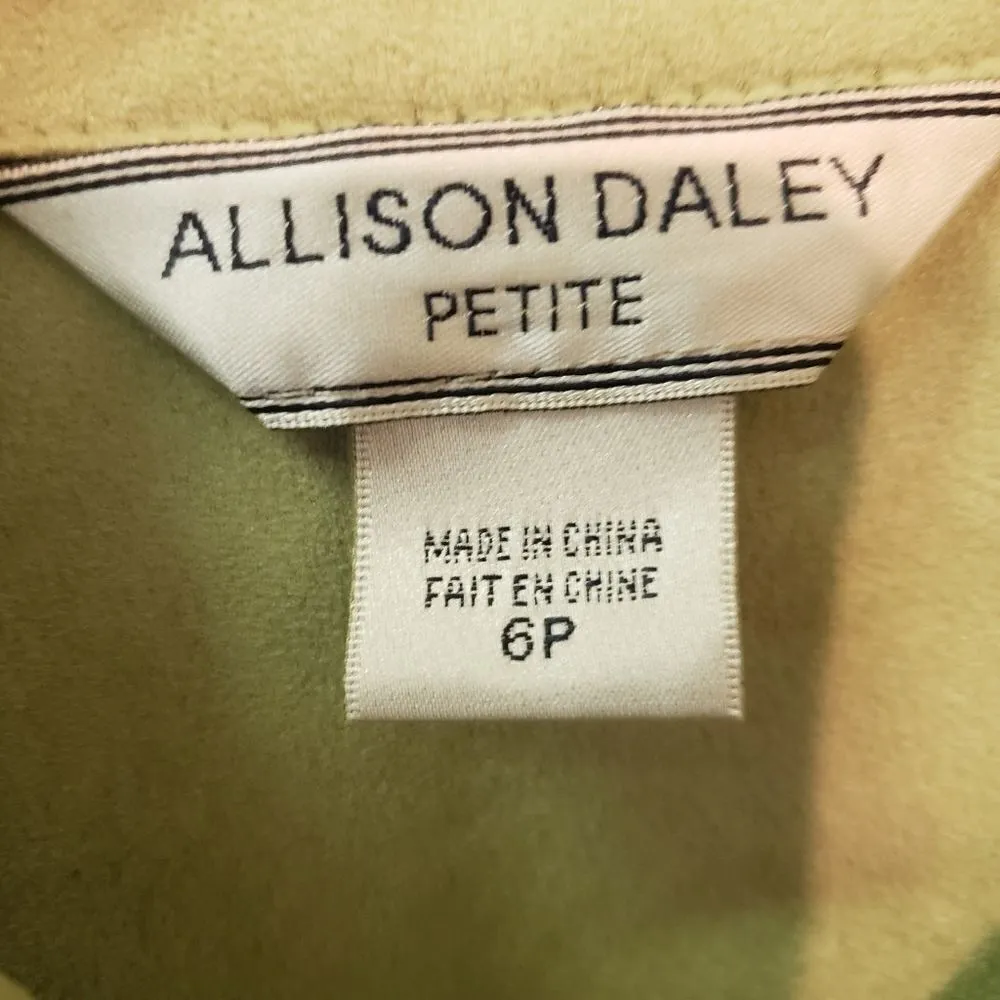 ALLISON DALEY
PETITE
MADE IN CHINA
FAIT EN CHINE
6P